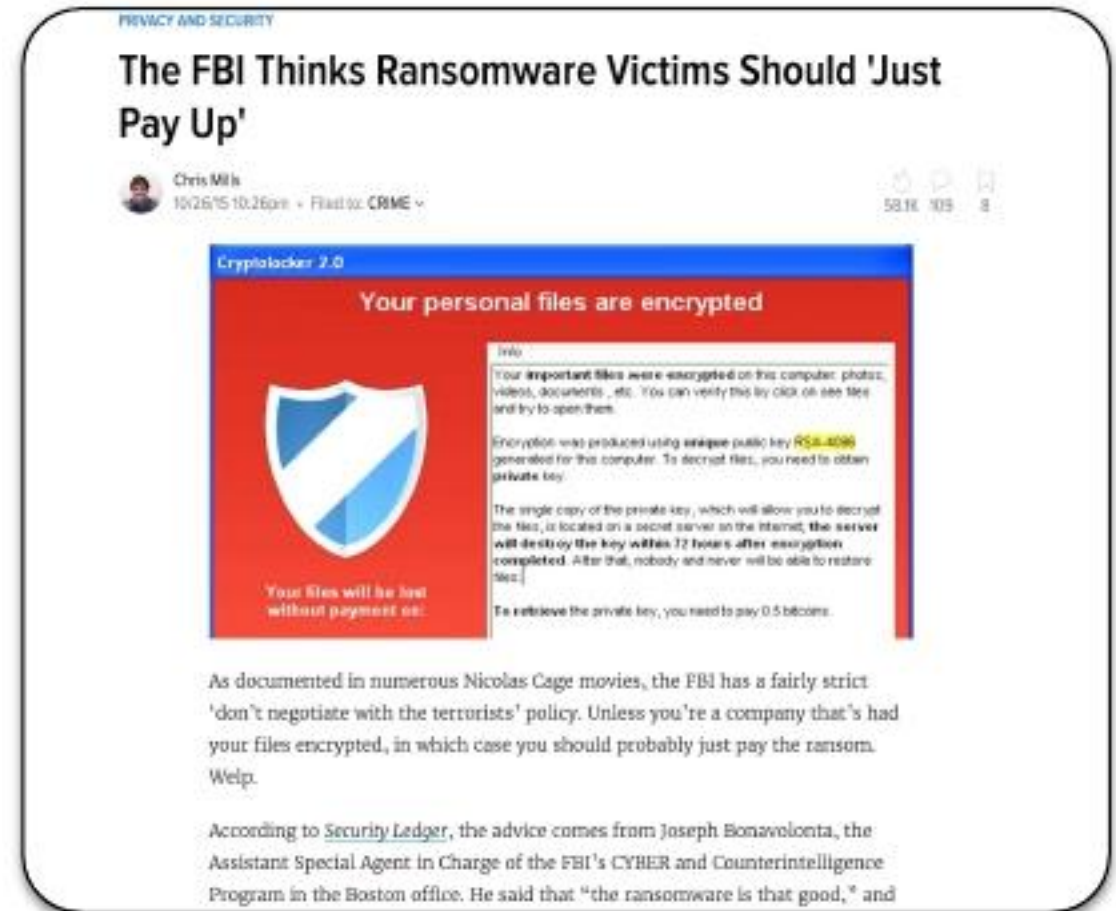 PRIVACY AND SECURITY
The FBI Thinks Ransomware Victims Should 'Just
Pay Up'
Chris Mills
10/26/15 10:26pm • Filed to: CRIME
58.1K 109 8
Cryptolocker 2.0
Your personal files are encrypted
Info
Your important files were encrypted on this computer: photos,
videos, documents , etc. You can verify this by click on see files
and try to open them.
Encryption was produced using unique public key RSA-4096
generated for this computer. To decrypt files, you need to obtain
private key.
The single copy of the private key, which will allow you to decrypt
the files, is located on a secret server on the Internet; the server
will destroy the key within 72 hours after encryption
completed. After that, nobody and never will be able to restore
files.
To retrieve the private key, you need to pay 0.5 bitcoins.
Your files will be lost
without payment on:
As documented in numerous Nicolas Cage movies, the FBI has a fairly strict
'don't negotiate with the terrorists' policy. Unless you're a company that's had
your files encrypted, in which case you should probably just pay the ransom.
Welp.
According to Security Ledger, the advice comes from Joseph Bonavolonta, the
Assistant Special Agent in Charge of the FBI's CYBER and Counterintelligence
Program in the Boston office. He said that "the ransomware is that good," and